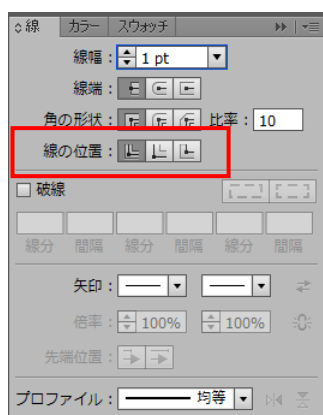 線 カラー スウォッチ
線幅 : 1 pt
線端 :
角の形状 : 比率 : 10
線の位置 :
破線
線分 間隔 線分 間隔 線分 間隔
矢印 :
倍率 : 100% 100%
先端位置 :
プロファイル : 均等